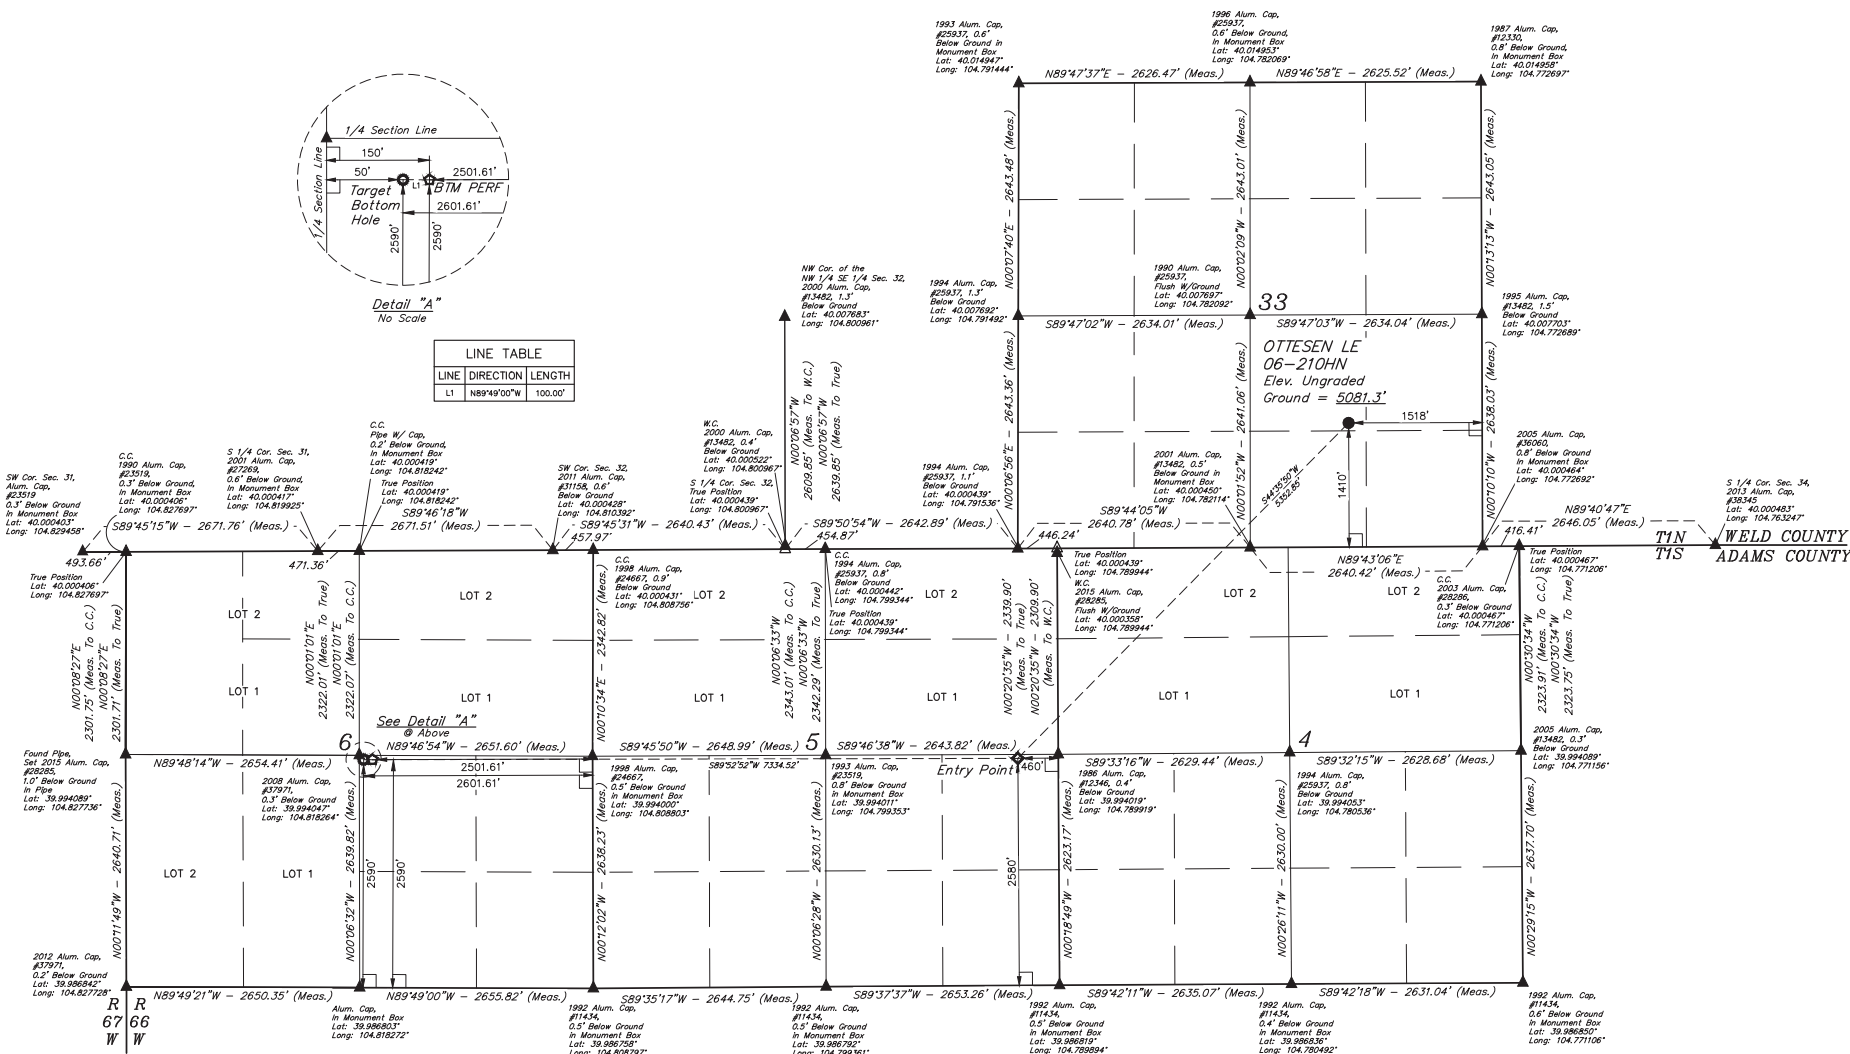 1993 Alum. Cap,
#25937, 0.6'
Below Ground in
Monument Box
Lat: 40.014947°
Long: 104.791444°
1996 Alum. Cap,
#25937,
0.6' Below Ground,
In Monument Box
Lat: 40.014953°
Long: 104.782069°
1987 Alum. Cap,
#12330,
0.8' Below Ground,
In Monument Box
Lat: 40.014958°
Long: 104.772697°
N89°47'37"E - 2626.47' (Meas.)
N89°46'58"E - 2625.52' (Meas.)
1/4 Section Line
1/4 Section Line
150'
50'
L1
2501.61'
Target
Bottom
Hole
BTM PERF
2601.61'
2590'
2590'
Detail "A"
No Scale
LINE TABLE
LINE DIRECTION LENGTH
L1 N89°49'00"W 100.00'
N00°07'40"E - 2643.48' (Meas.)
N00°02'09"W - 2643.01' (Meas.)
N00°13'13"W - 2643.05' (Meas.)
NW Cor. of the
NW 1/4 SE 1/4 Sec. 32,
2000 Alum. Cap,
#13482, 1.3'
Below Ground
Lat: 40.007683°
Long: 104.800961°
1994 Alum. Cap,
#25937, 1.3'
Below Ground
Lat: 40.007692°
Long: 104.791492°
1990 Alum. Cap,
#25937,
Flush W/Ground
Lat: 40.007697°
Long: 104.782092°
33
1995 Alum. Cap,
#13482, 1.5'
Below Ground
Lat: 40.007703°
Long: 104.772689°
S89°47'02"W - 2634.01' (Meas.)
S89°47'03"W - 2634.04' (Meas.)
OTTESEN LE
06-210HN
Elev. Ungraded
Ground = 5081.3'
1518'
1410'
S44°35'50"W
5352.85'
N00°06'57"W
2609.85' (Meas. To W.C.)
N00°06'57"W
2639.85' (Meas. To True)
N00°06'56"E - 2643.36' (Meas.)
N00°01'52"W - 2641.06' (Meas.)
N00°10'10"W - 2638.03' (Meas.)
SW Cor. Sec. 31,
Alum. Cap,
#23519
0.3' Below Ground
In Monument Box
Lat: 40.000403°
Long: 104.829458°
C.C.
1990 Alum. Cap,
#23519,
0.3' Below Ground,
In Monument Box
Lat: 40.000406°
Long: 104.827697°
S 1/4 Cor. Sec. 31,
2001 Alum. Cap,
#27269,
0.6' Below Ground,
In Monument Box
Lat: 40.000417°
Long: 104.819925°
C.C.
Pipe W/ Cap,
0.2' Below Ground,
In Monument Box
Lat: 40.000419°
Long: 104.818242°
True Position
Lat: 40.000419°
Long: 104.818242°
SW Cor. Sec. 32,
2011 Alum. Cap,
#31158, 0.6'
Below Ground
Lat: 40.000428°
Long: 104.810392°
W.C.
2000 Alum. Cap,
#13482, 0.4'
Below Ground
Lat: 40.000522°
Long: 104.800967°
S 1/4 Cor. Sec. 32,
True Position
Lat: 40.000439°
Long: 104.800967°
1994 Alum. Cap,
#25937, 1.1'
Below Ground
Lat: 40.000439°
Long: 104.791536°
2001 Alum. Cap,
#13482, 0.5'
Below Ground in
Monument Box
Lat: 40.000450°
Long: 104.782114°
2005 Alum. Cap,
#36060,
0.8' Below Ground,
In Monument Box
Lat: 40.000464°
Long: 104.772692°
S 1/4 Cor. Sec. 34,
2013 Alum. Cap,
#38345
Lat: 40.000483°
Long: 104.763247°
S89°45'15"W - 2671.76' (Meas.)
S89°46'18"W
2671.51' (Meas.)
S89°45'31"W - 2640.43' (Meas.)
S89°50'54"W - 2642.89' (Meas.)
S89°44'05"W
2640.78' (Meas.)
N89°43'06"E
2640.42' (Meas.)
N89°40'47"E
2646.05' (Meas.)
493.66'
471.36'
457.97'
454.87'
446.24'
416.41'
T1N WELD COUNTY
T1S ADAMS COUNTY
True Position
Lat: 40.000406°
Long: 104.827697°
C.C.
1998 Alum. Cap,
#24667, 0.9'
Below Ground
Lat: 40.000431°
Long: 104.808756°
C.C.
1994 Alum. Cap,
#25937, 0.8'
Below Ground
Lat: 40.000442°
Long: 104.799344°
True Position
Lat: 40.000439°
Long: 104.799344°
True Position
Lat: 40.000439°
Long: 104.789944°
W.C.
2015 Alum. Cap,
#28285,
Flush W/Ground
Lat: 40.000358°
Long: 104.789944°
C.C.
2003 Alum. Cap,
#28286,
0.3' Below Ground
Lat: 40.000467°
Long: 104.771206°
True Position
Lat: 40.000467°
Long: 104.771206°
LOT 2
LOT 2
LOT 2
LOT 2
LOT 2
LOT 2
LOT 1
LOT 1
LOT 1
LOT 1
LOT 1
LOT 1
N00°08'27"E
2301.75' (Meas. To C.C.)
N00°08'27"E
2301.71' (Meas. To True)
N00°01'01"E
2322.01' (Meas. To True)
N00°01'01"E
2322.07' (Meas. To C.C.)
N00°10'34"E - 2342.82' (Meas.)
N00°06'33"W
2343.01' (Meas. To C.C.)
N00°06'33"W
2342.29' (Meas. To True)
N00°20'35"W - 2339.90'
(Meas. To True)
N00°20'35"W - 2309.90'
(Meas. To W.C.)
N00°30'34"W
2323.91' (Meas. To C.C.)
N00°30'34"W
2323.75' (Meas. To True)
See Detail "A"
@ Above
6
5
4
N89°48'14"W - 2654.41' (Meas.)
N89°46'54"W - 2651.60' (Meas.)
S89°45'50"W - 2648.99' (Meas.)
S89°46'38"W - 2643.82' (Meas.)
S89°33'16"W - 2629.44' (Meas.)
S89°32'15"W - 2628.68' (Meas.)
S89°52'52"W 7334.52'
Entry Point
460'
2501.61'
2601.61'
Found Pipe,
Set 2015 Alum. Cap,
#28285,
1.0' Below Ground
In Pipe
Lat: 39.994089°
Long: 104.827736°
2008 Alum. Cap,
#37971,
0.3' Below Ground
Lat: 39.994047°
Long: 104.818264°
1998 Alum. Cap,
#24667,
0.5' Below Ground
in Monument Box
Lat: 39.994000°
Long: 104.808803°
1993 Alum. Cap,
#23519,
0.8' Below Ground
in Monument Box
Lat: 39.994011°
Long: 104.799353°
1986 Alum. Cap,
#12346, 0.4'
Below Ground
Lat: 39.994019°
Long: 104.789919°
1994 Alum. Cap,
#25937, 0.8'
Below Ground
Lat: 39.994053°
Long: 104.780536°
2005 Alum. Cap,
#13482, 0.3'
Below Ground
Lat: 39.994089°
Long: 104.771156°
LOT 2
LOT 1
N00°11'49"W - 2640.71' (Meas.)
N00°06'32"W - 2639.82' (Meas.)
2590'
2590'
N00°12'02"W - 2638.23' (Meas.)
N00°06'28"W - 2630.13' (Meas.)
2580'
N00°18'49"W - 2623.17' (Meas.)
N00°26'11"W - 2630.00' (Meas.)
N00°29'15"W - 2637.70' (Meas.)
2012 Alum. Cap,
#37971,
0.2' Below Ground
Lat: 39.986842°
Long: 104.827728°
N89°49'21"W - 2650.35' (Meas.)
N89°49'00"W - 2655.82' (Meas.)
S89°35'17"W - 2644.75' (Meas.)
S89°37'37"W - 2653.26' (Meas.)
S89°42'11"W - 2635.07' (Meas.)
S89°42'18"W - 2631.04' (Meas.)
R R
67 66
W W
Alum. Cap,
In Monument Box
Lat: 39.986803°
Long: 104.818272°
1992 Alum. Cap,
#11434,
0.5' Below Ground
in Monument Box
Lat: 39.986758°
Long: 104.808797°
1992 Alum. Cap,
#11434,
0.5' Below Ground
in Monument Box
Lat: 39.986792°
Long: 104.799361°
1992 Alum. Cap,
#11434,
0.5' Below Ground
in Monument Box
Lat: 39.986819°
Long: 104.789894°
1992 Alum. Cap,
#11434,
0.4' Below Ground
in Monument Box
Lat: 39.986836°
Long: 104.780492°
1992 Alum. Cap,
#11434,
0.6' Below Ground
in Monument Box
Lat: 39.986850°
Long: 104.771106°